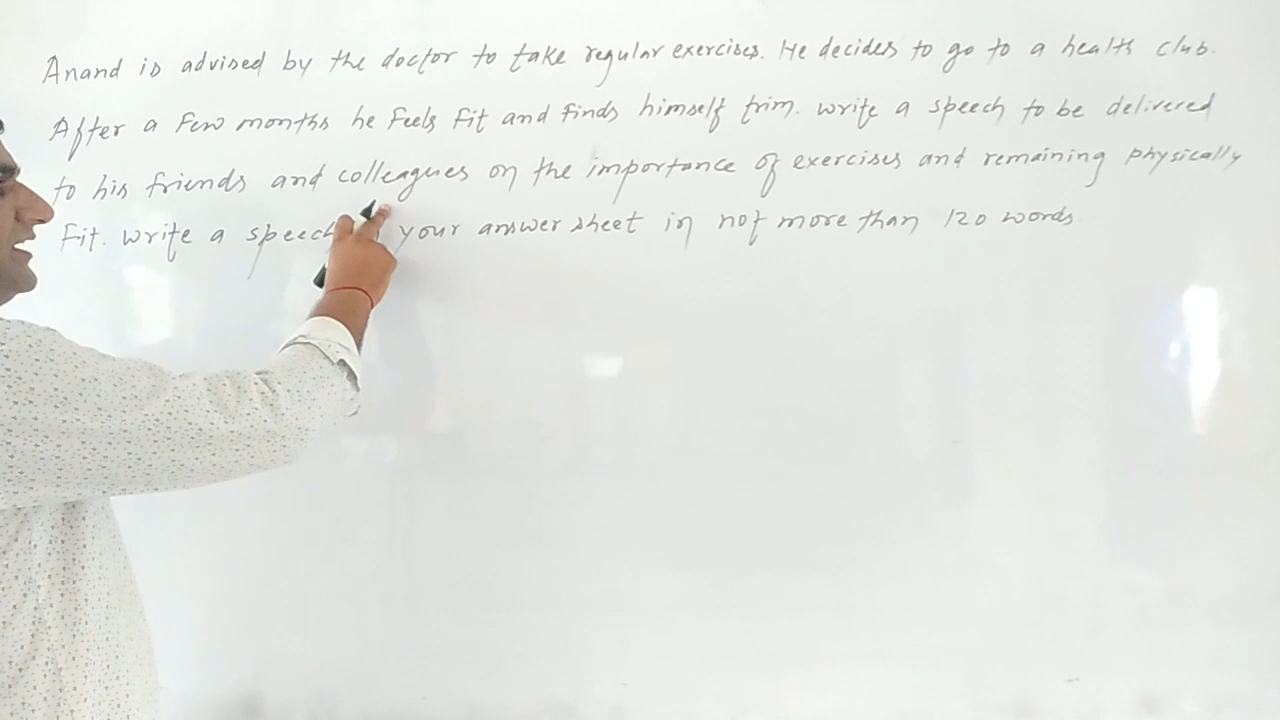 Anand is advised by the doctor to take regular exercises. He decides to go to a health club.
After a few months he feels fit and finds himself trim. write a speech to be delivered
to his friends and colleagues on the importance of exercises and remaining physically
Fit. write a speech your answer sheet in not more than 120 words.